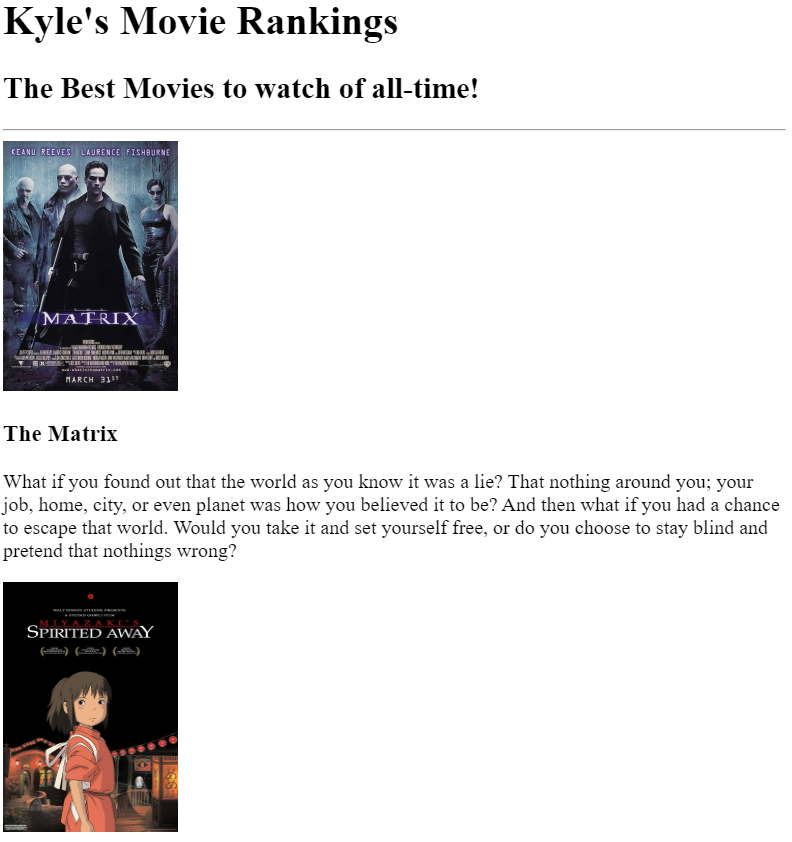 Kyle's Movie Rankings
The Best Movies to watch of all-time!
KEANU REEVES LAURENCE FISHBURNE
MATRIX
MARCH 31ST
The Matrix
What if you found out that the world as you know it was a lie? That nothing around you; your
job, home, city, or even planet was how you believed it to be? And then what if you had a chance
to escape that world. Would you take it and set yourself free, or do you choose to stay blind and
pretend that nothings wrong?
WALT DISNEY STUDIOS PRESENTS
A STUDIO GHIBLI FILM
MIYAZAKI'S
SPIRITED AWAY